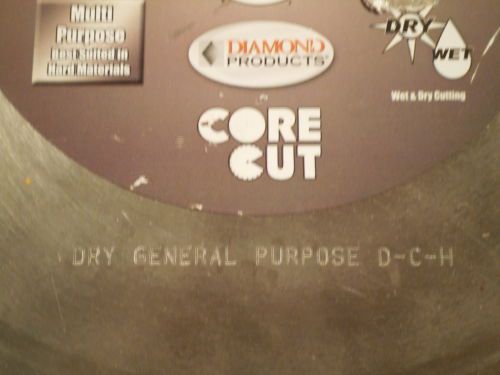 Multi
Purpose
Best Suited in
Hard Materials
DIAMOND
PRODUCTS®
DRY
WET
Wet & Dry Cutting
CORE
CUT
DRY GENERAL PURPOSE D-C-H